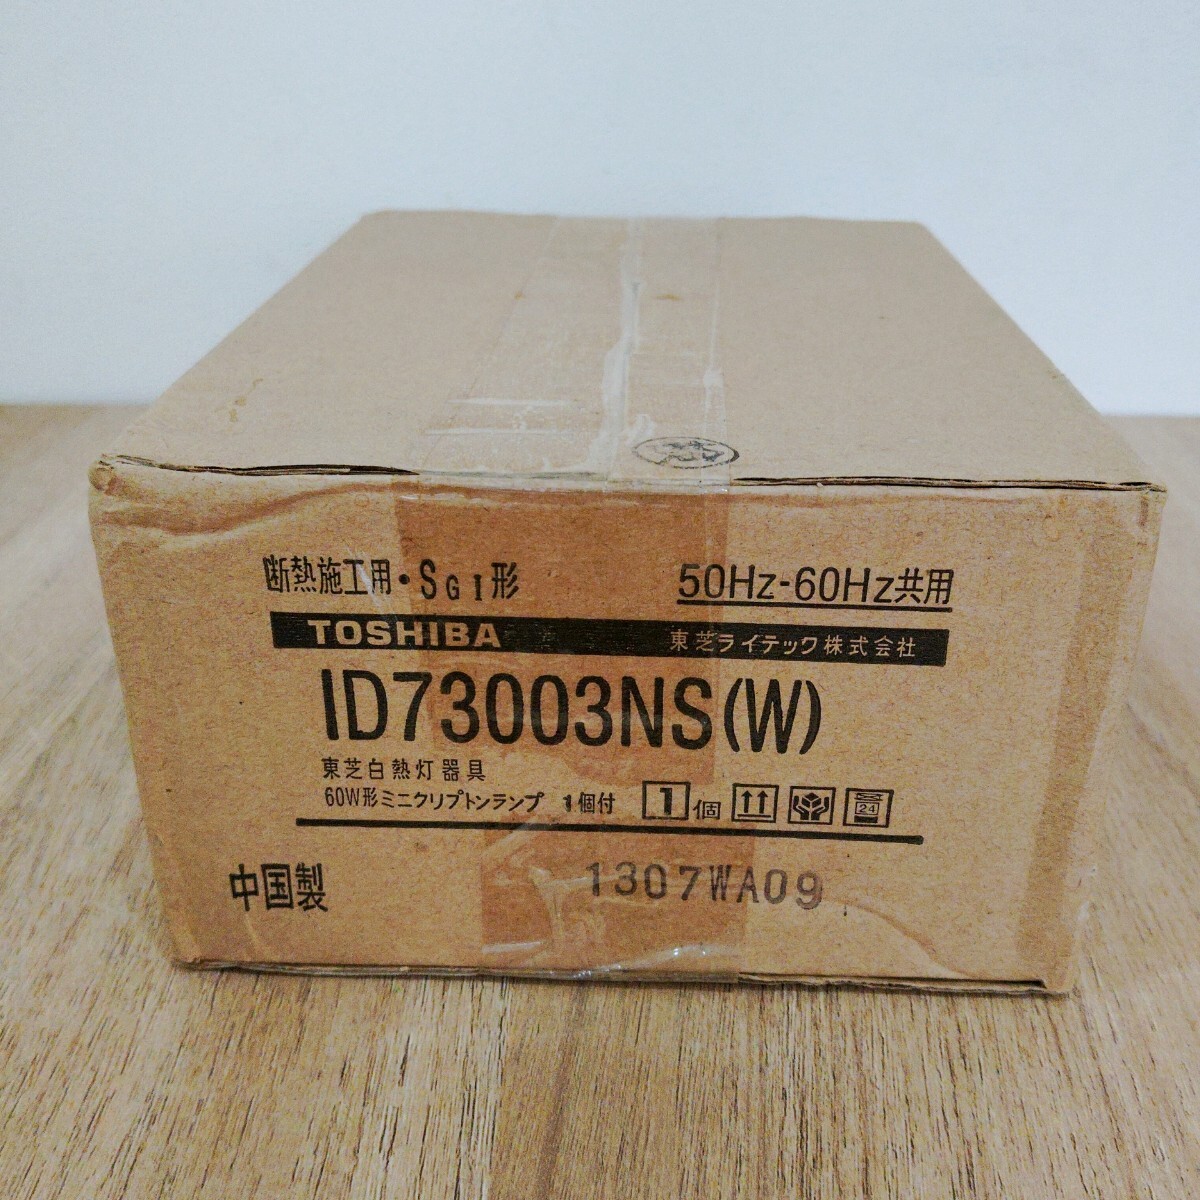 断熱施工用・SGI形
50Hz-60Hz共用
TOSHIBA 東芝ライテック株式会社
ID73003NS(W)
東芝白熱灯器具
60W形ミニクリプトンランプ 1個付 1個 24
中国製 1307WA09